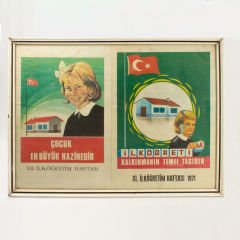 ÇOCUK
EN BÜYÜK HAZİNEDİR
XII. İLKÖĞRETİM HAFTASI
İLKÖĞRETİM
KALKINMANIN TEMEL TAŞIDIR
XI. İLKÖĞRETİM HAFTASI 1971